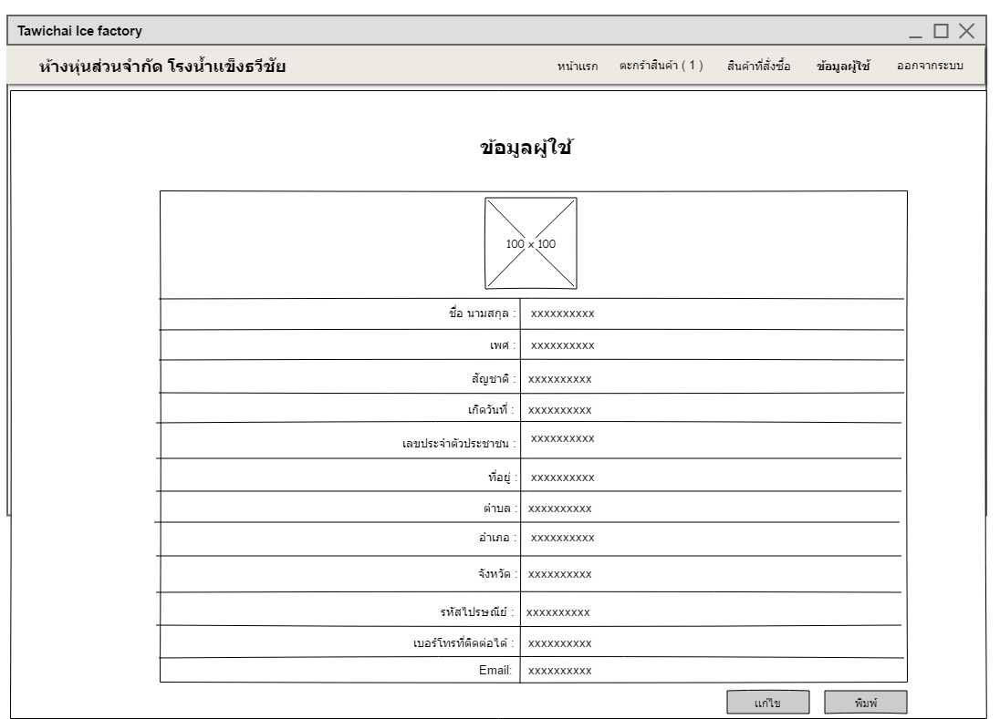 Tawichai Ice factory
ห้างหุ่นส่วนจำกัด โรงน้ำแข็งธวีชัย หน้าแรก ตะกร้าสินค้า ( 1 ) สินค้าที่สั่งซื้อ ข้อมูลผู้ใช้ ออกจากระบบ
ข้อมูลผู้ใช้
100 x 100
ชื่อ นามสกุล : xxxxxxxxxx
เพศ : xxxxxxxxxx
สัญชาติ : xxxxxxxxxx
เกิดวันที่ : xxxxxxxxxx
เลขประจำตัวประชาชน : xxxxxxxxxx
ที่อยู่ : xxxxxxxxxx
ตำบล : xxxxxxxxxx
อำเภอ : xxxxxxxxxx
จังหวัด : xxxxxxxxxx
รหัสไปรษณีย์ : xxxxxxxxxx
เบอร์โทรที่ติดต่อได้ : xxxxxxxxxx
Email: xxxxxxxxxx
แก้ไข พิมพ์